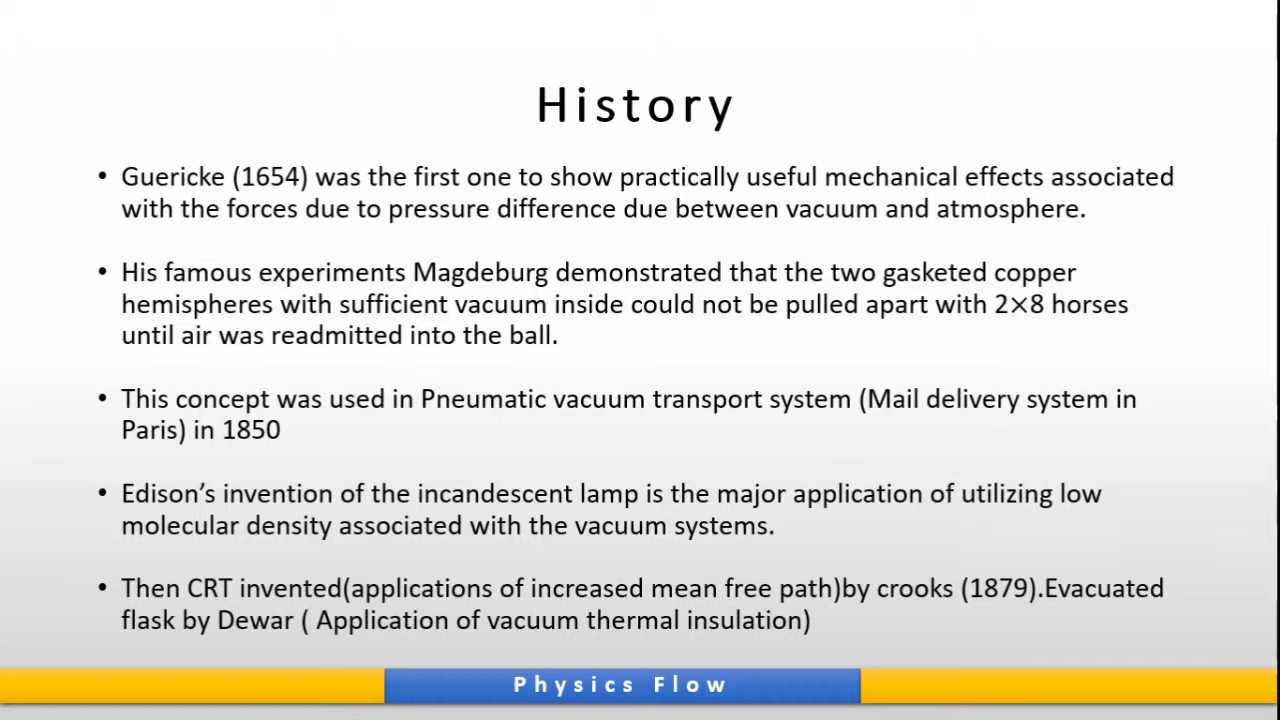 History
• Guericke (1654) was the first one to show practically useful mechanical effects associated
with the forces due to pressure difference due between vacuum and atmosphere.
• His famous experiments Magdeburg demonstrated that the two gasketed copper
hemispheres with sufficient vacuum inside could not be pulled apart with 2×8 horses
until air was readmitted into the ball.
• This concept was used in Pneumatic vacuum transport system (Mail delivery system in
Paris) in 1850
• Edison’s invention of the incandescent lamp is the major application of utilizing low
molecular density associated with the vacuum systems.
• Then CRT invented(applications of increased mean free path)by crooks (1879).Evacuated
flask by Dewar ( Application of vacuum thermal insulation)
Physics Flow